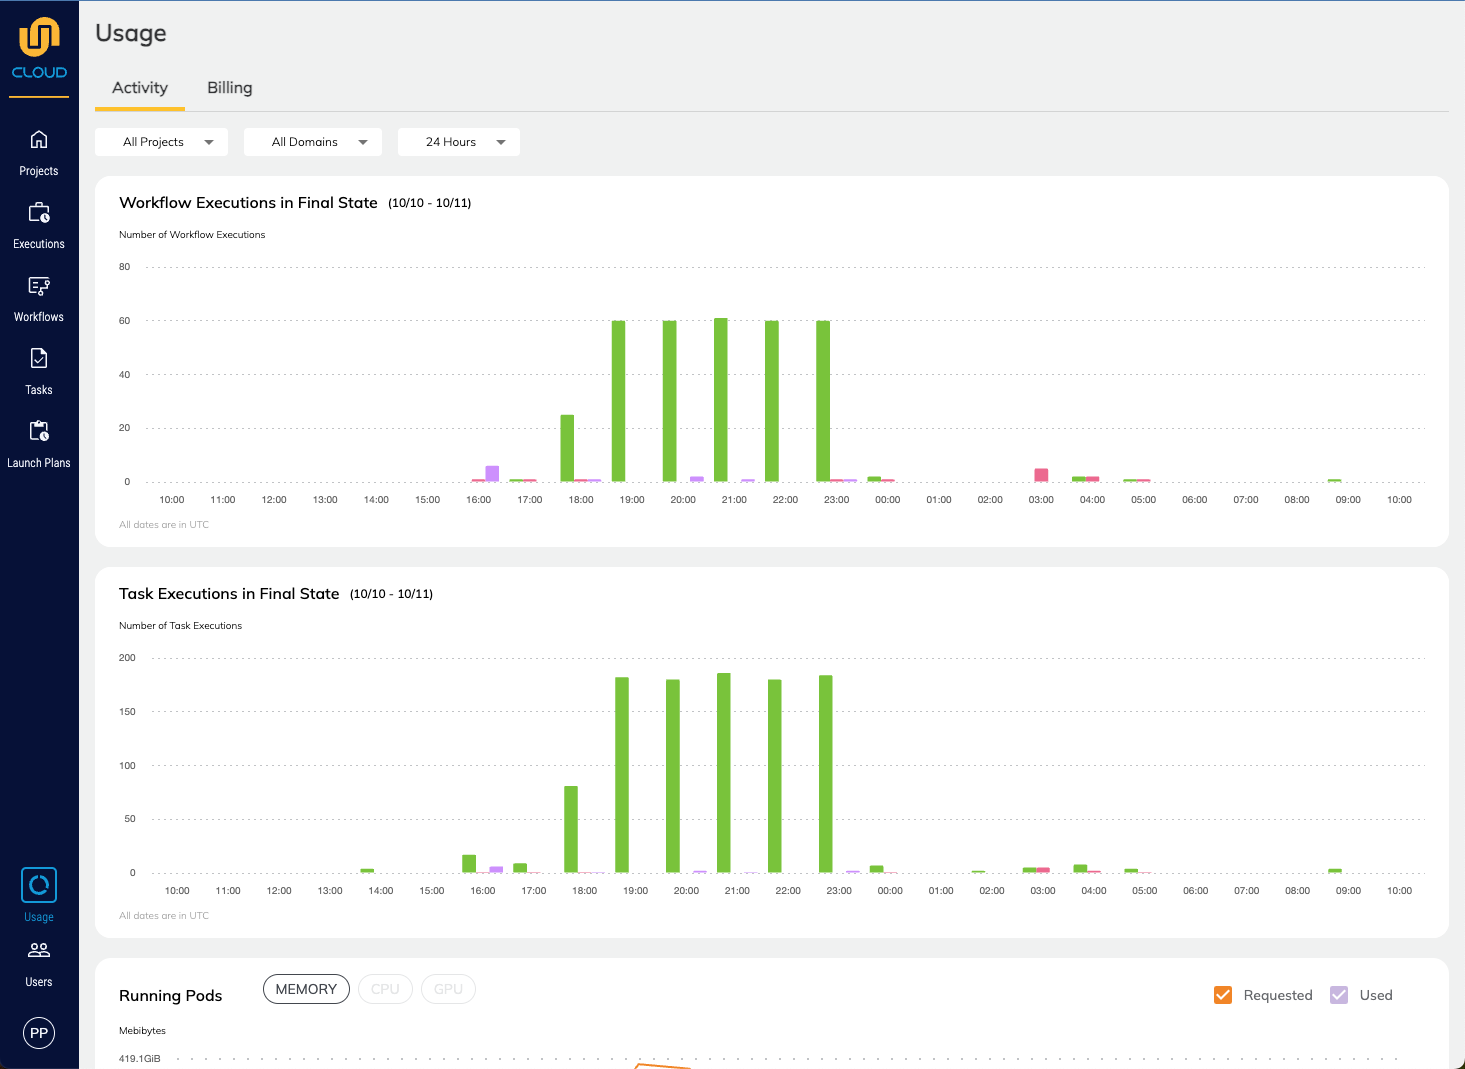 CLOUD
Projects
Executions
Workflows
Tasks
Launch Plans
Usage
Users
PP
Usage
Activity Billing
All Projects All Domains 24 Hours
Workflow Executions in Final State (10/10 - 10/11)
Number of Workflow Executions
80
60
40
20
0
10:00 11:00 12:00 13:00 14:00 15:00 16:00 17:00 18:00 19:00 20:00 21:00 22:00 23:00 00:00 01:00 02:00 03:00 04:00 05:00 06:00 07:00 08:00 09:00 10:00
All dates are in UTC
Task Executions in Final State (10/10 - 10/11)
Number of Task Executions
200
150
100
50
0
10:00 11:00 12:00 13:00 14:00 15:00 16:00 17:00 18:00 19:00 20:00 21:00 22:00 23:00 00:00 01:00 02:00 03:00 04:00 05:00 06:00 07:00 08:00 09:00 10:00
All dates are in UTC
Running Pods MEMORY CPU GPU Requested Used
Mebibytes
419.1GiB